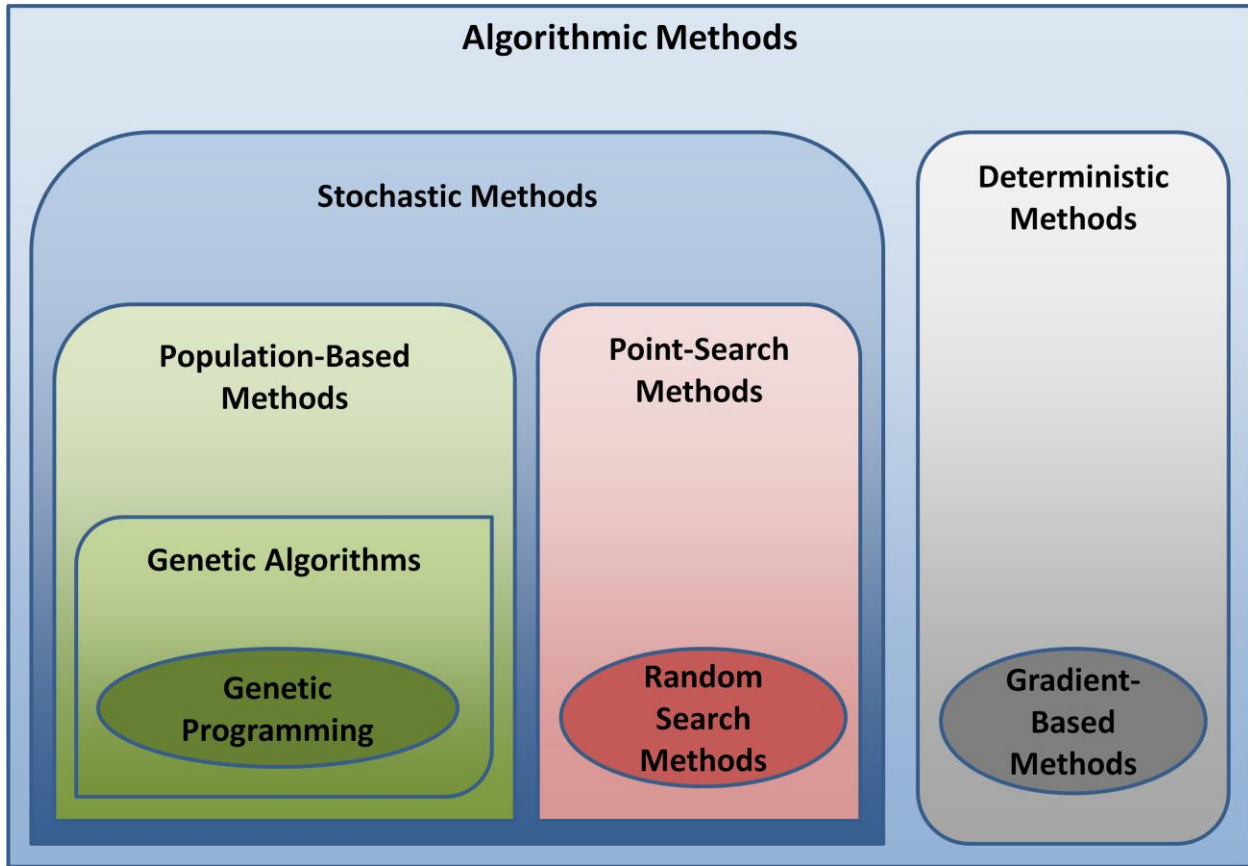 Algorithmic Methods
Stochastic Methods
Deterministic
Methods
Population-Based
Methods
Point-Search
Methods
Genetic Algorithms
Genetic
Programming
Random
Search
Methods
Gradient-
Based
Methods